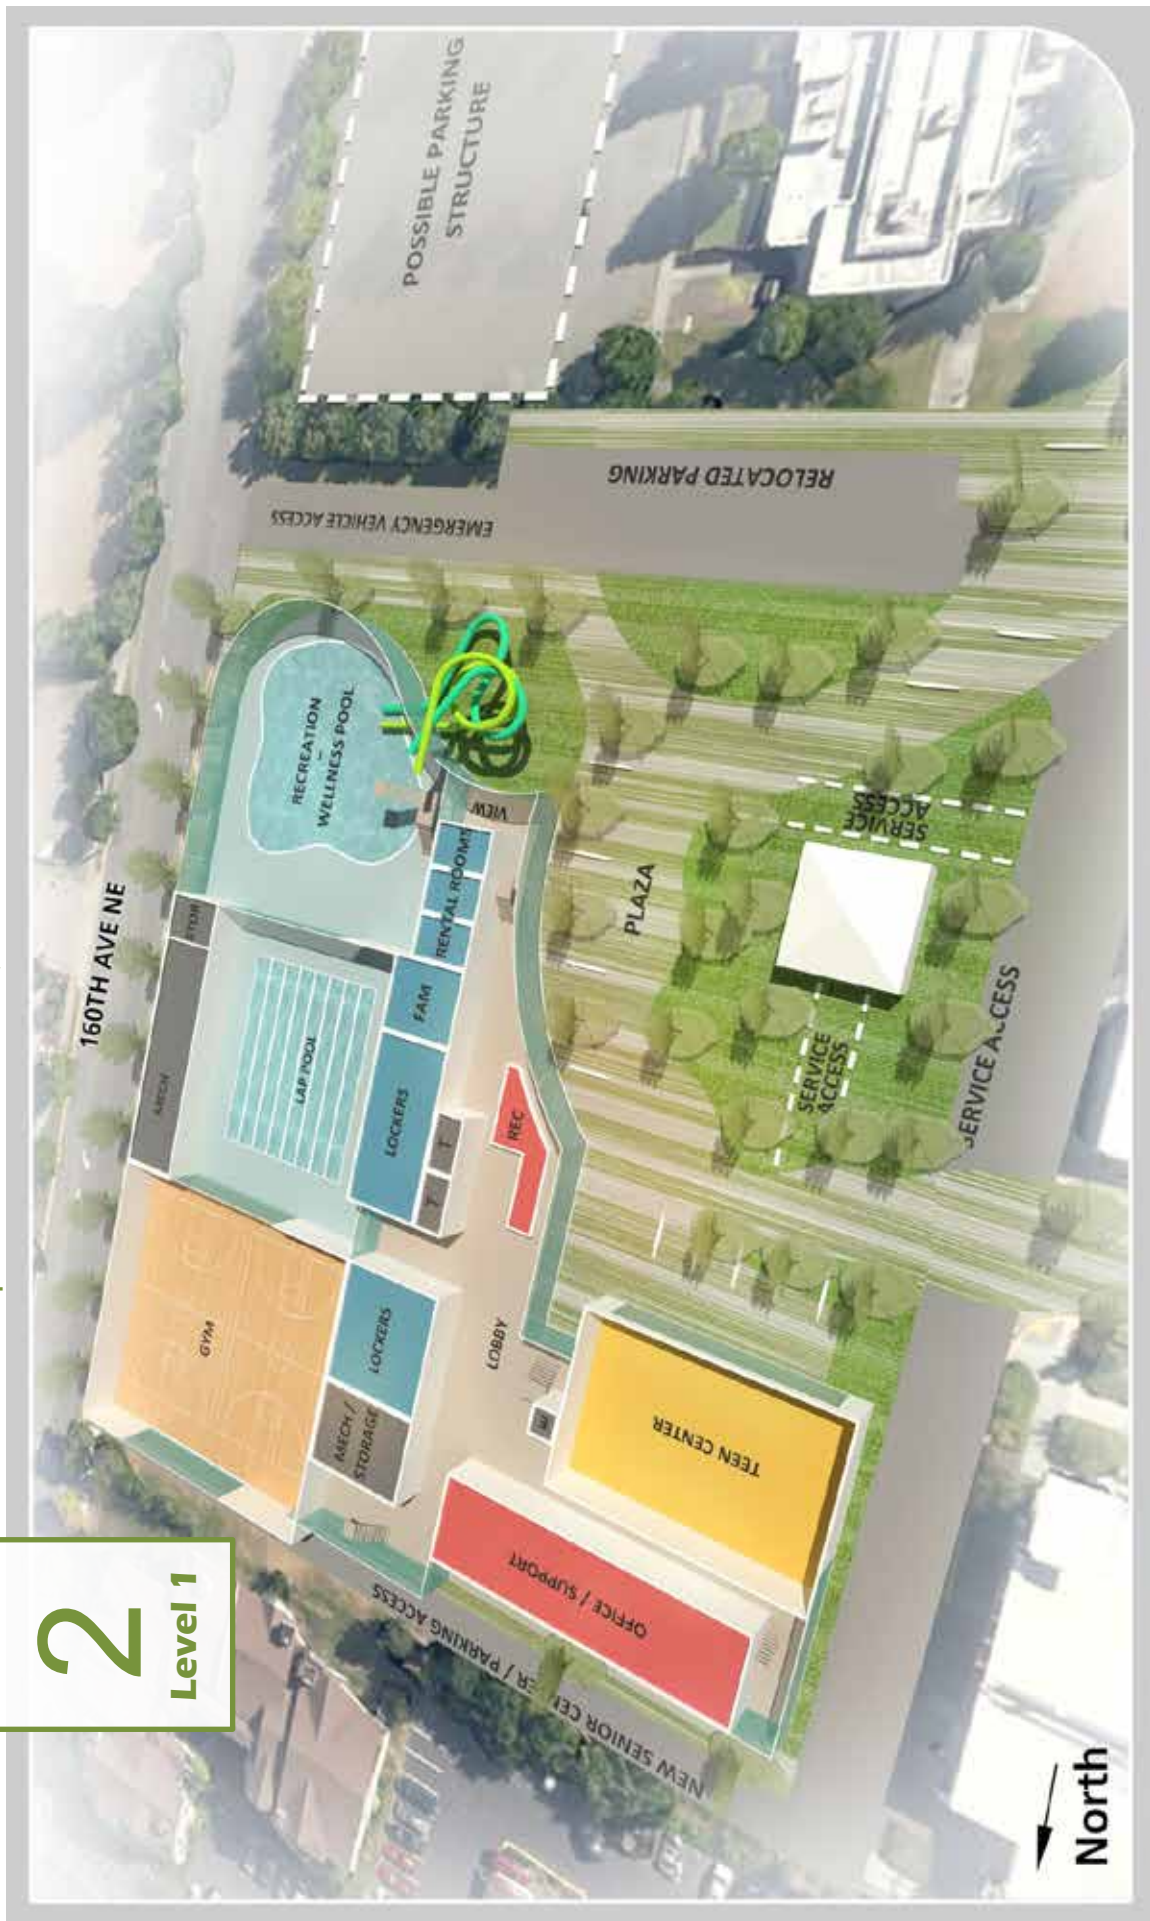 2
Level 1
160TH AVE NE
POSSIBLE PARKING
STRUCTURE
RELOCATED PARKING
EMERGENCY VEHICLE ACCESS
RECREATION
–
WELLNESS POOL
VIEW
RENTAL ROOMS
STOR
MECH
LAP POOL
FAM
LOCKERS
T
T
REC
GYM
LOCKERS
MECH /
STORAGE
LOBBY
E
TEEN CENTER
OFFICE / SUPPORT
PLAZA
SERVICE
ACCESS
SERVICE
ACCESS
SERVICE ACCESS
NEW SENIOR CENTER / PARKING ACCESS
North